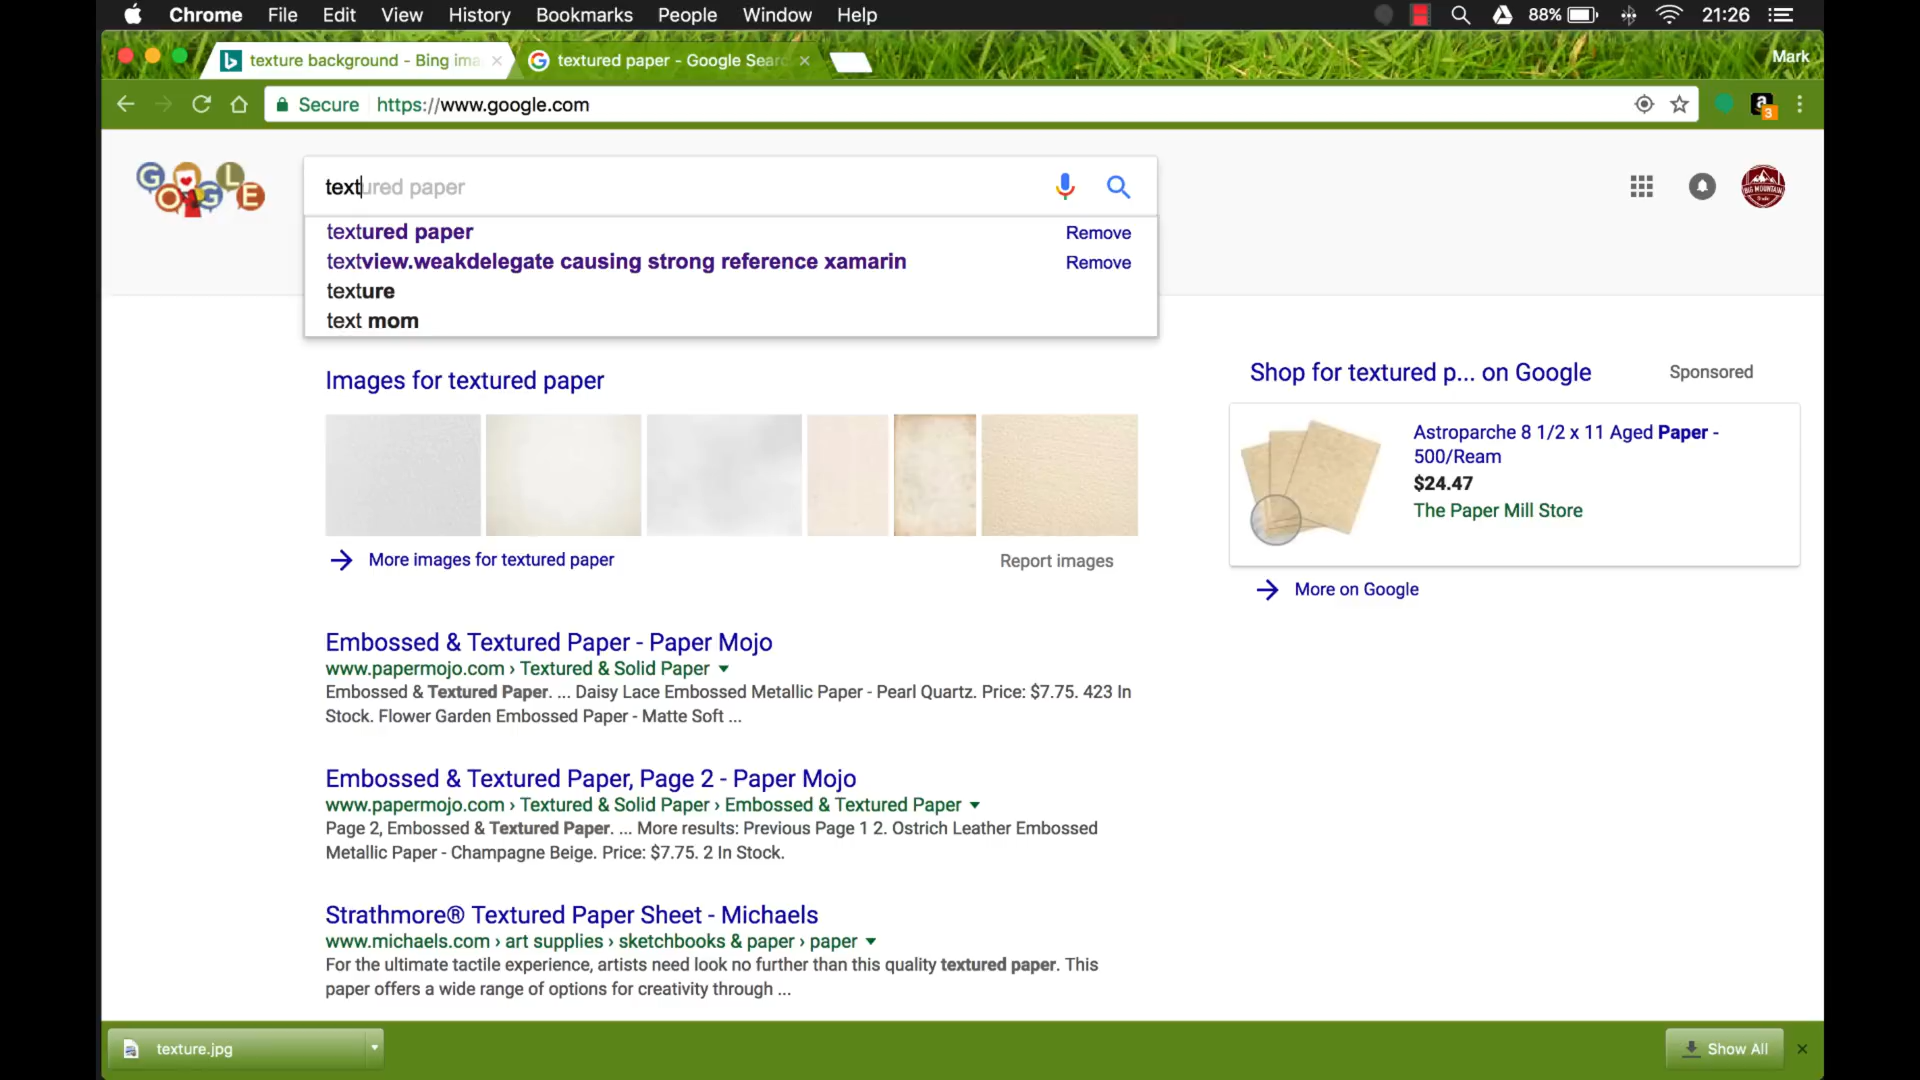 Chrome File Edit View History Bookmarks People Window Help 88% 21:26
texture background - Bing ima textured paper - Google Sear Mark
Secure https://www.google.com a 3
GOOGLE textured paper
textured paper Remove
textview.weakdelegate causing strong reference xamarin Remove
texture
text mom
Images for textured paper
Shop for textured p... on Google Sponsored
Astroparche 8 1/2 x 11 Aged Paper -
500/Ream
$24.47
The Paper Mill Store
More images for textured paper Report images
More on Google
Embossed & Textured Paper - Paper Mojo
www.papermojo.com › Textured & Solid Paper
Embossed & Textured Paper. ... Daisy Lace Embossed Metallic Paper - Pearl Quartz. Price: $7.75. 423 In
Stock. Flower Garden Embossed Paper - Matte Soft ...
Embossed & Textured Paper, Page 2 - Paper Mojo
www.papermojo.com › Textured & Solid Paper › Embossed & Textured Paper
Page 2, Embossed & Textured Paper. ... More results: Previous Page 1 2. Ostrich Leather Embossed
Metallic Paper - Champagne Beige. Price: $7.75. 2 In Stock.
Strathmore® Textured Paper Sheet - Michaels
www.michaels.com › art supplies › sketchbooks & paper › paper
For the ultimate tactile experience, artists need look no further than this quality textured paper. This
paper offers a wide range of options for creativity through ...
texture.jpg Show All